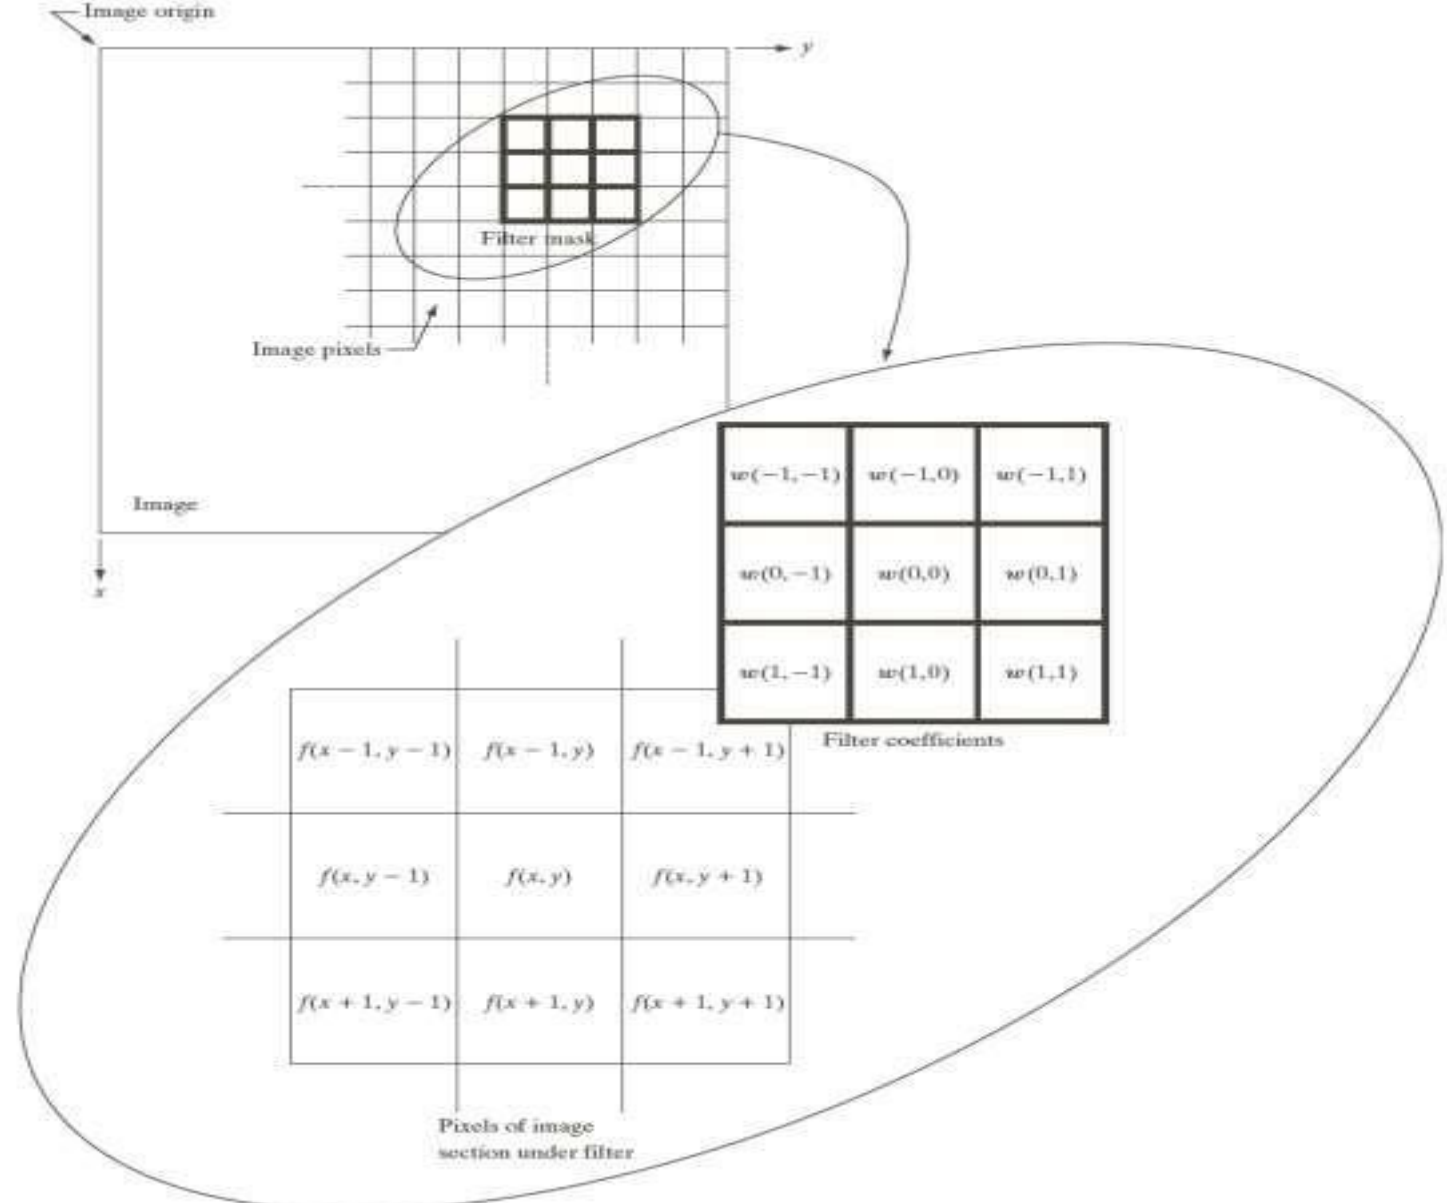 Image origin
y
Filter mask
Image pixels
Image
x
w(−1,−1) w(−1,0) w(−1,1)
w(0,−1) w(0,0) w(0,1)
w(1,−1) w(1,0) w(1,1)
Filter coefficients
f(x − 1, y − 1) f(x − 1, y) f(x − 1, y + 1)
f(x, y − 1) f(x, y) f(x, y + 1)
f(x + 1, y − 1) f(x + 1, y) f(x + 1, y + 1)
Pixels of image
section under filter